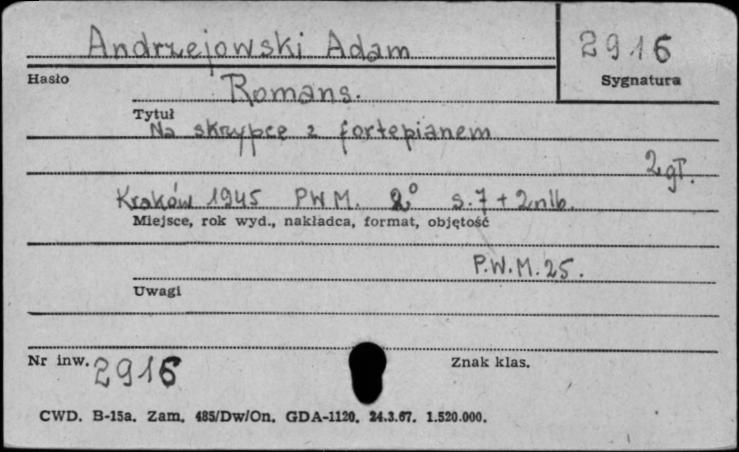 Andrzejowski Adam
2916
Hasło
Sygnatura
Romans.
Tytuł
Na skrzypce z fortepianem
2 gł.
Kraków 1945 PWM. 2° s. 7 + 2nlb.
Miejsce, rok wyd., nakładca, format, objętość
P.W.M. 25.
Uwagi
Nr inw. 2916
Znak klas.
CWD. B-15a. Zam. 485/Dw/On. GDA-1120. 24.3.67. 1.520.000.